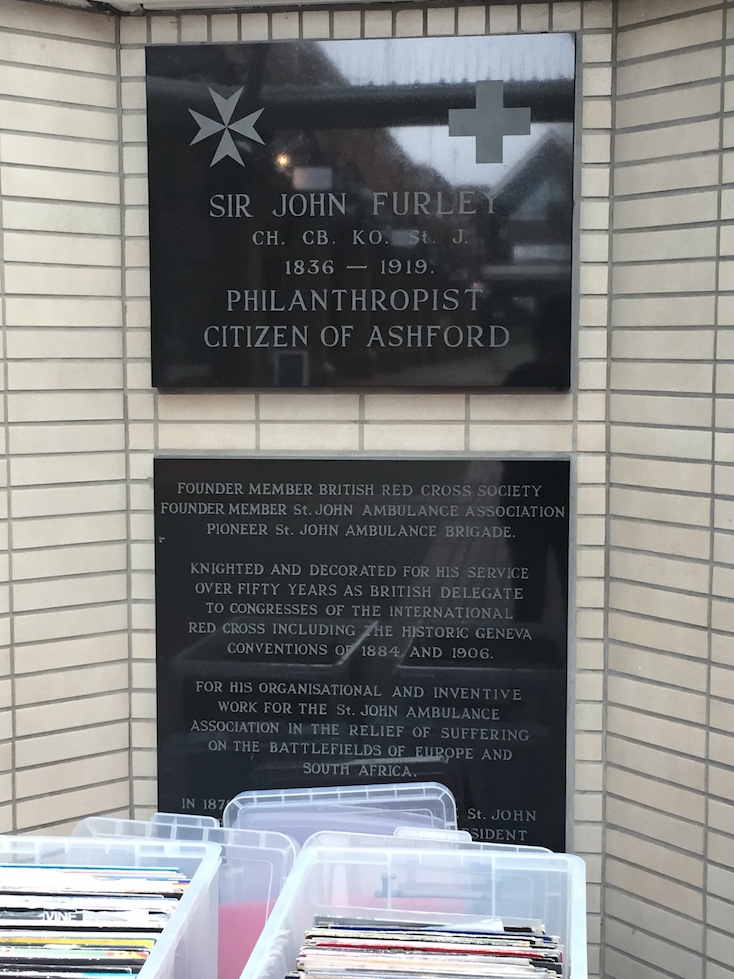 SIR JOHN FURLEY
CH. CB. KO. St. J.
1836 — 1919.
PHILANTHROPIST
CITIZEN OF ASHFORD
FOUNDER MEMBER BRITISH RED CROSS SOCIETY
FOUNDER MEMBER St. JOHN AMBULANCE ASSOCIATION
PIONEER St. JOHN AMBULANCE BRIGADE.
KNIGHTED AND DECORATED FOR HIS SERVICE
OVER FIFTY YEARS AS BRITISH DELEGATE
TO CONGRESSES OF THE INTERNATIONAL
RED CROSS INCLUDING THE HISTORIC GENEVA
CONVENTIONS OF 1884 AND 1906.
FOR HIS ORGANISATIONAL AND INVENTIVE
WORK FOR THE St. JOHN AMBULANCE
ASSOCIATION IN THE RELIEF OF SUFFERING
ON THE BATTLEFIELDS OF EUROPE AND
SOUTH AFRICA.
IN St. JOHN